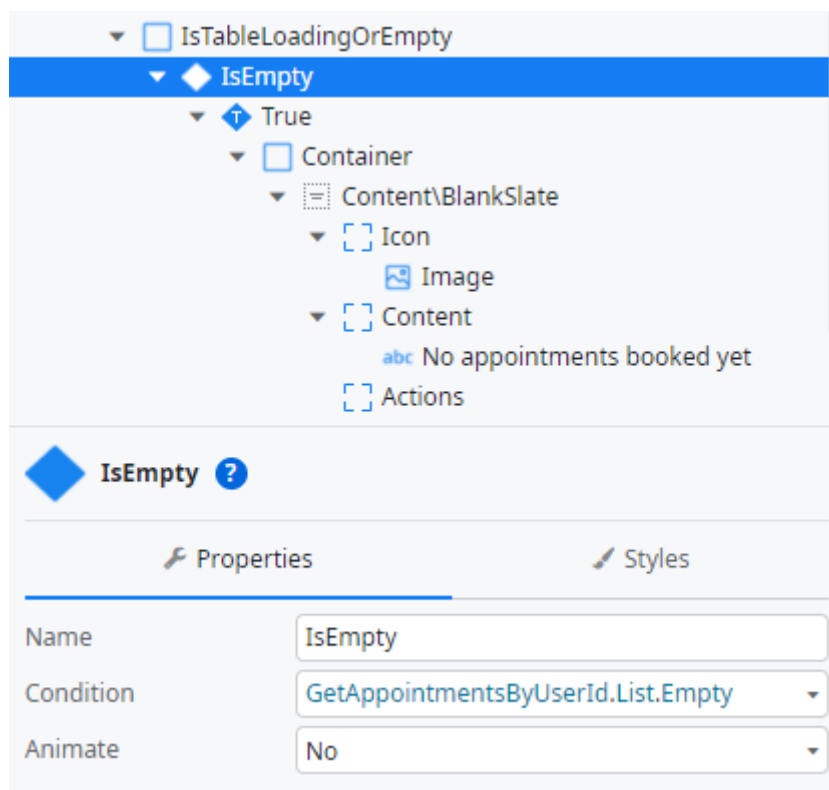 IsTableLoadingOrEmpty
IsEmpty
T True
Container
Content\BlankSlate
Icon
Image
Content
abc No appointments booked yet
Actions
IsEmpty ?
Properties Styles
Name IsEmpty
Condition GetAppointmentsByUserId.List.Empty
Animate No